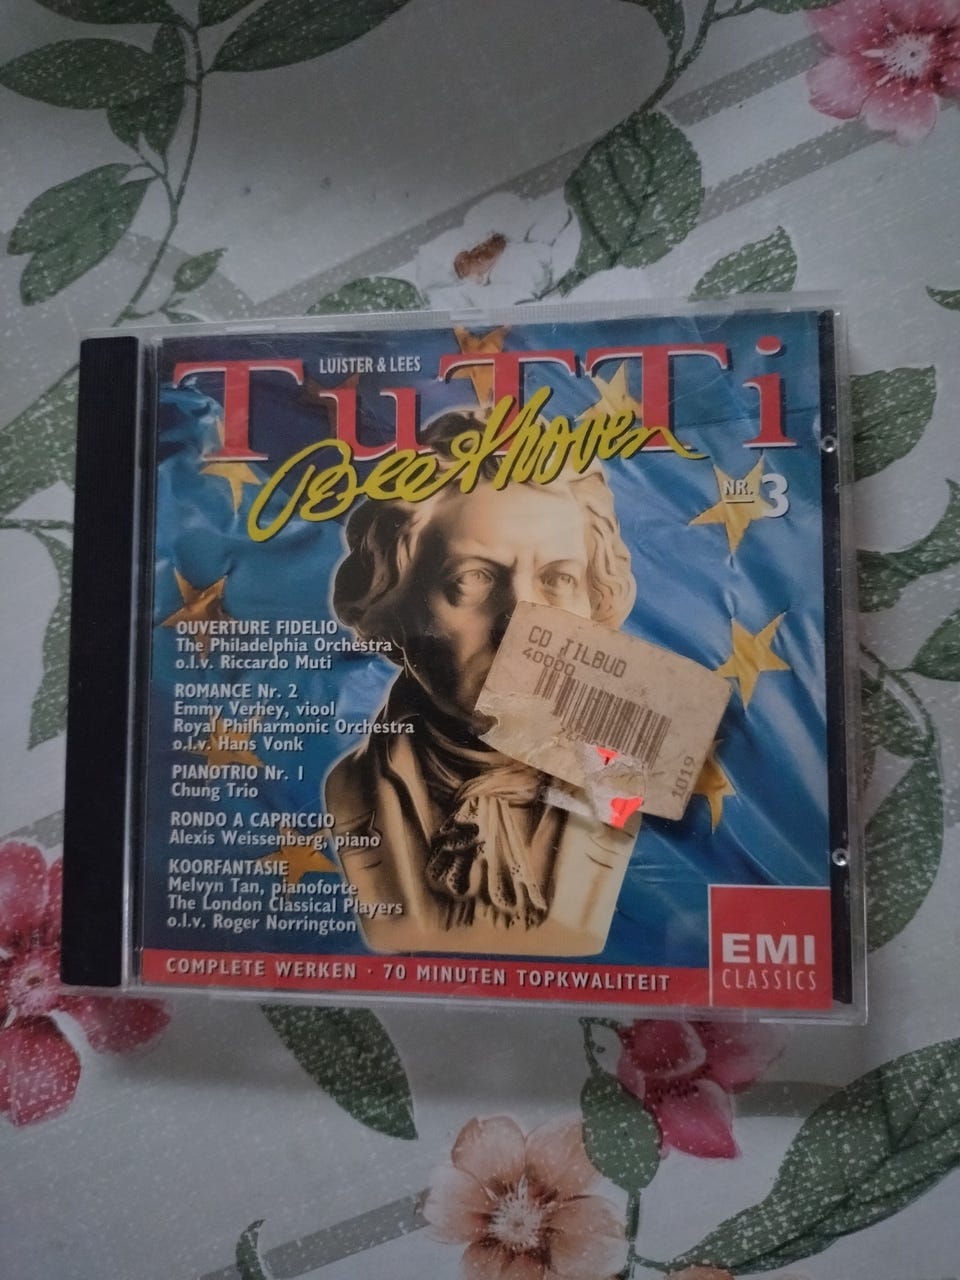 LUISTER & LEES
TuTTi
Beethoven
NR. 3
OUVERTURE FIDELIO
The Philadelphia Orchestra
o.l.v. Riccardo Muti
ROMANCE Nr. 2
Emmy Verhey, viool
Royal Philharmonic Orchestra
o.l.v. Hans Vonk
PIANOTRIO Nr. 1
Chung Trio
RONDO A CAPRICCIO
Alexis Weissenberg, piano
KOORFANTASIE
Melvyn Tan, pianoforte
The London Classical Players
o.l.v. Roger Norrington
CD TILBUD
40000
1019
EMI
CLASSICS
COMPLETE WERKEN · 70 MINUTEN TOPKWALITEIT